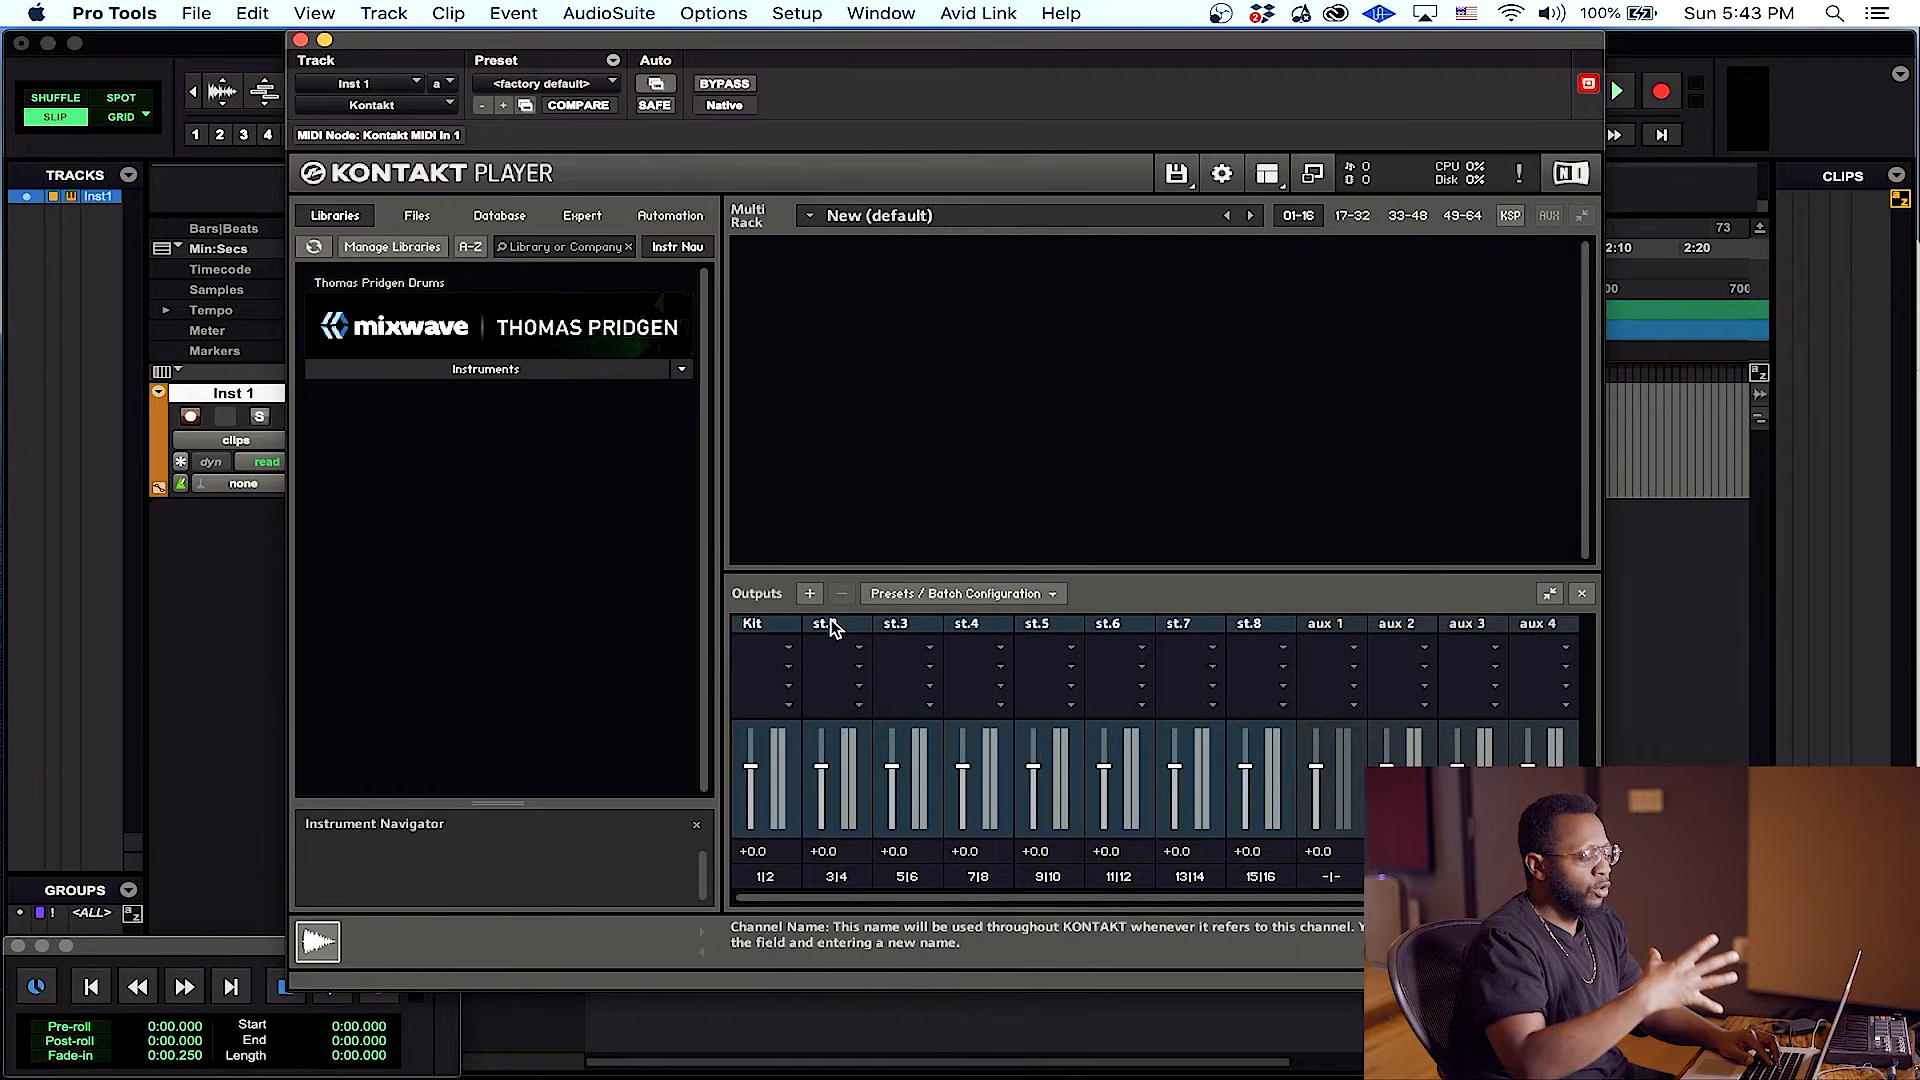 Pro Tools File Edit View Track Clip Event AudioSuite Options Setup Window Avid Link Help
2 100% Sun 5:43 PM
Track Preset Auto
Inst 1 a <factory default> BYPASS
Kontakt - + COMPARE SAFE Native
MIDI Node: Kontakt MIDI In 1
SHUFFLE SPOT
SLIP GRID
1 2 3 4
KONTAKT PLAYER
0 CPU 0%
0 Disk 0%
!
TRACKS
Inst1
CLIPS
Libraries Files Database Expert Automation
Manage Libraries A-Z Library or Company× Instr Nav
Multi
Rack
New (default)
01-16 17-32 33-48 49-64 KSP AUX
Bars|Beats
Min:Secs
Timecode
Samples
Tempo
Meter
Markers
73
2:10 2:20
00 700
Thomas Pridgen Drums
mixwave | THOMAS PRIDGEN
Instruments
Inst 1
S
clips
dyn read
none
a z
Outputs + − Presets / Batch Configuration ×
Kit st. st.3 st.4 st.5 st.6 st.7 st.8 aux 1 aux 2 aux 3 aux 4
+0.0 +0.0 +0.0 +0.0 +0.0 +0.0 +0.0 +0.0 +0.0
1|2 3|4 5|6 7|8 9|10 11|12 13|14 15|16 -|-
Instrument Navigator ×
Channel Name: This name will be used throughout KONTAKT whenever it refers to this channel. Y
the field and entering a new name.
GROUPS
! <ALL> a z
Pre-roll 0:00.000 Start 0:00.000
Post-roll 0:00.000 End 0:00.000
Fade-in 0:00.250 Length 0:00.000